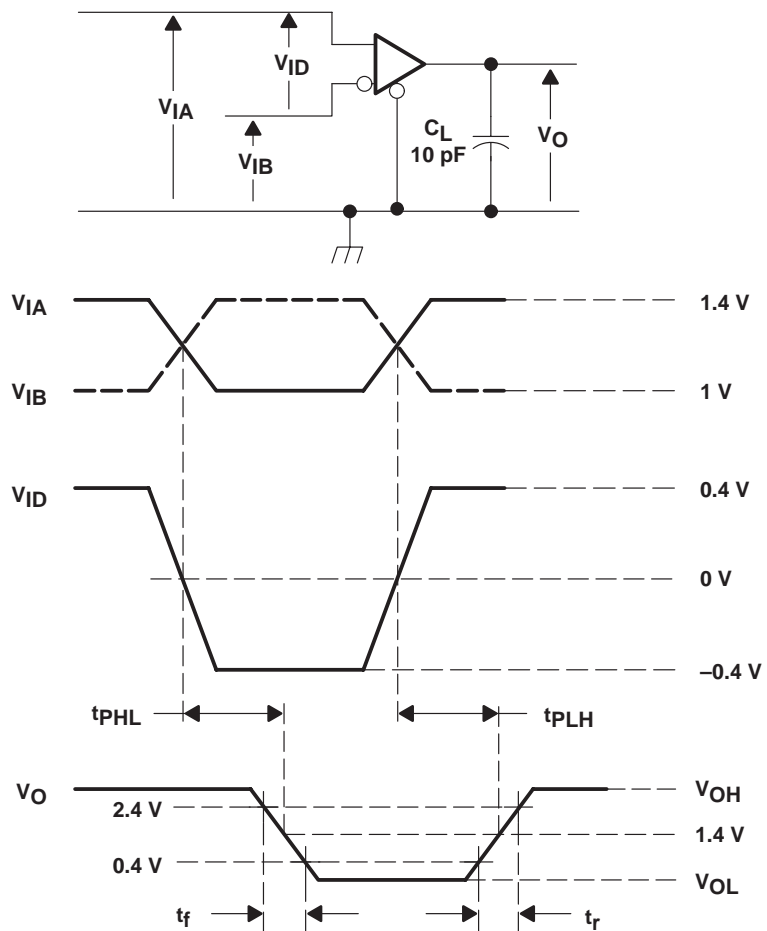 VID
VIA
CL
10 pF
VO
VIB
VIA
1.4 V
VIB
1 V
VID
0.4 V
0 V
–0.4 V
tPHL
tPLH
VO
VOH
2.4 V
1.4 V
0.4 V
VOL
tf
tr